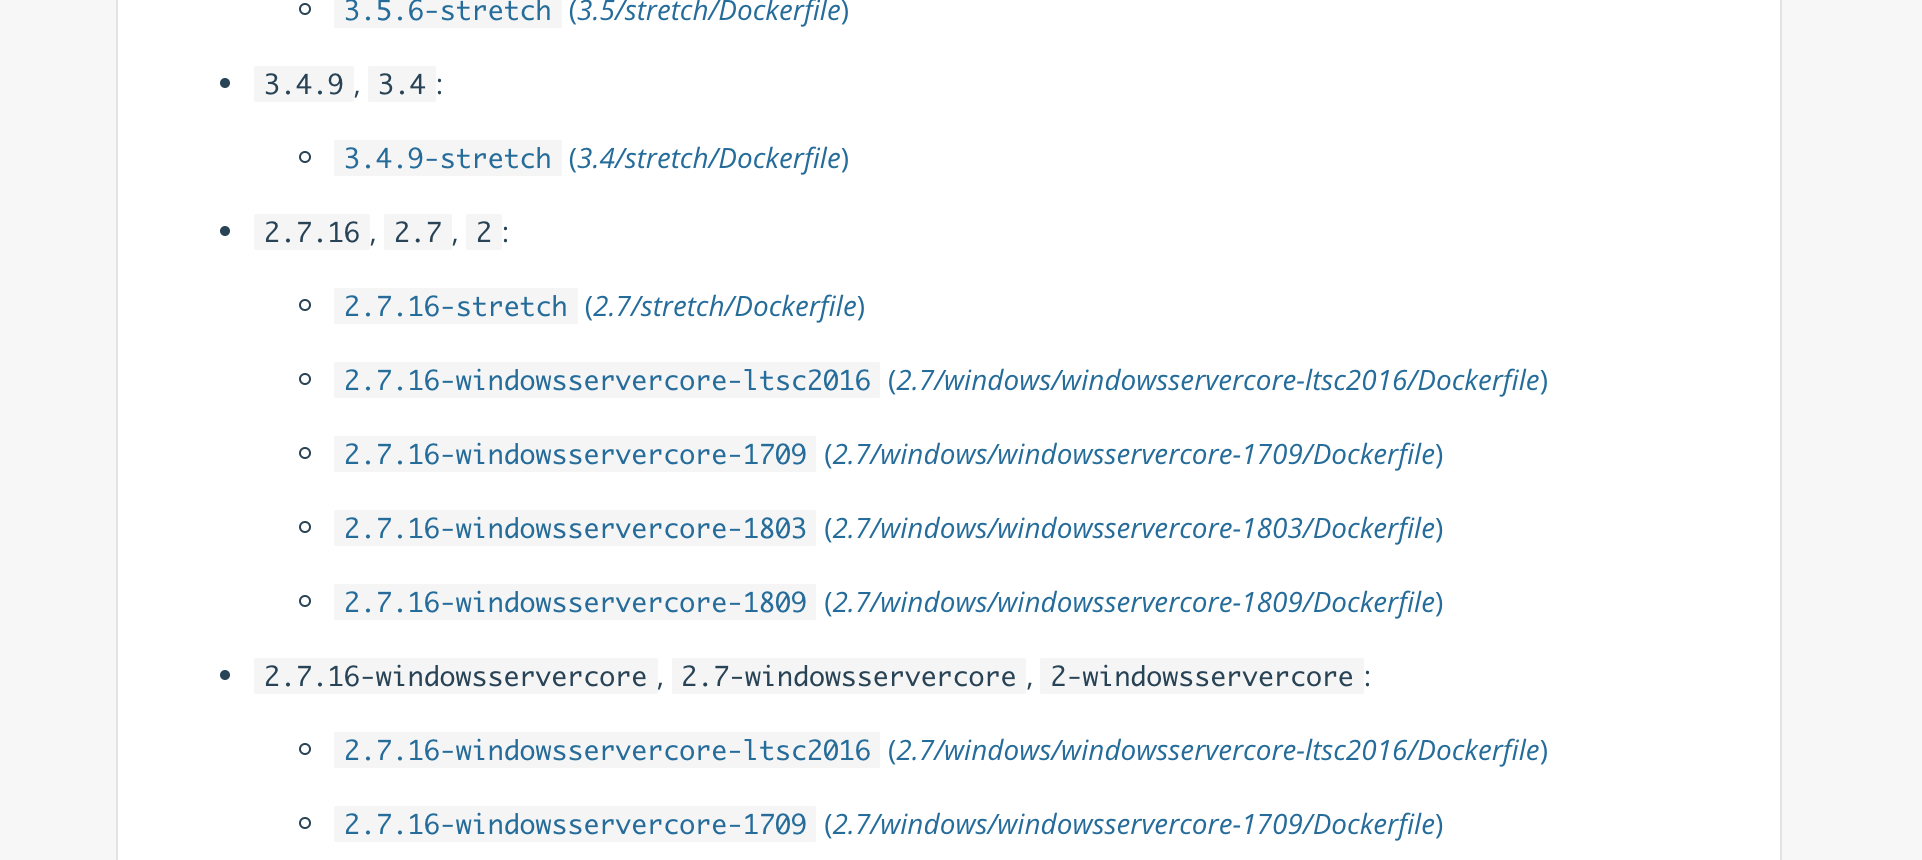 3.5.6-stretch (3.5/stretch/Dockerfile)
3.4.9, 3.4:
3.4.9-stretch (3.4/stretch/Dockerfile)
2.7.16, 2.7, 2:
2.7.16-stretch (2.7/stretch/Dockerfile)
2.7.16-windowsservercore-ltsc2016 (2.7/windows/windowsservercore-ltsc2016/Dockerfile)
2.7.16-windowsservercore-1709 (2.7/windows/windowsservercore-1709/Dockerfile)
2.7.16-windowsservercore-1803 (2.7/windows/windowsservercore-1803/Dockerfile)
2.7.16-windowsservercore-1809 (2.7/windows/windowsservercore-1809/Dockerfile)
2.7.16-windowsservercore, 2.7-windowsservercore, 2-windowsservercore:
2.7.16-windowsservercore-ltsc2016 (2.7/windows/windowsservercore-ltsc2016/Dockerfile)
2.7.16-windowsservercore-1709 (2.7/windows/windowsservercore-1709/Dockerfile)